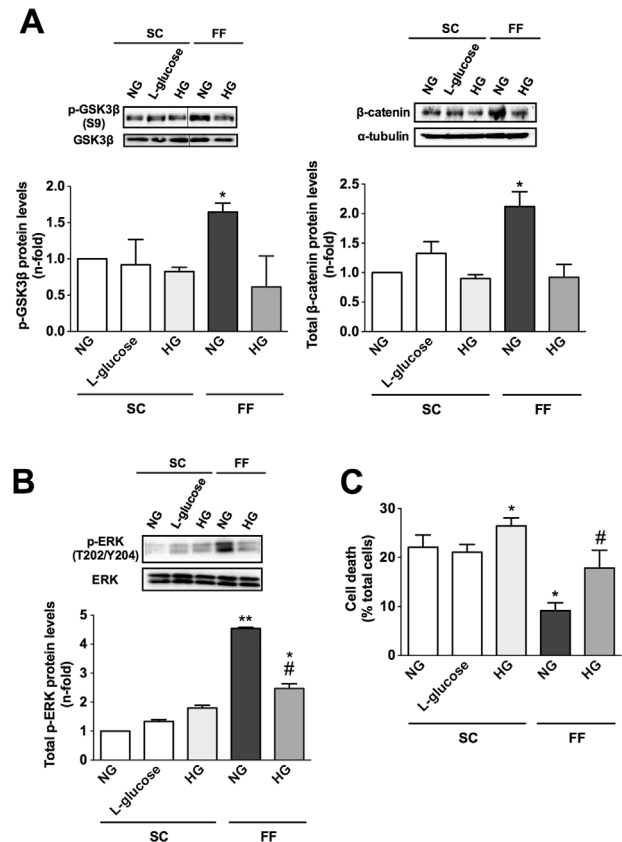 A
SC FF
NG L-glucose HG NG HG
p-GSK3β
(S9)
GSK3β
p-GSK3β protein levels
(n-fold)
2.0
1.5
1.0
0.5
0.0
*
NG L-glucose HG NG HG
SC FF
SC FF
NG L-glucose HG NG HG
β-catenin
α-tubulin
Total β-catenin protein levels
(n-fold)
2.5
2.0
1.5
1.0
0.5
0.0
*
NG L-glucose HG NG HG
SC FF
B
SC FF
NG L-glucose HG NG HG
p-ERK
(T202/Y204)
ERK
Total p-ERK protein levels
(n-fold)
5
4
3
2
1
0
**
*
#
NG L-glucose HG NG HG
SC FF
C
Cell death
(% total cells)
30
20
10
0
*
*
#
NG L-glucose HG NG HG
SC FF